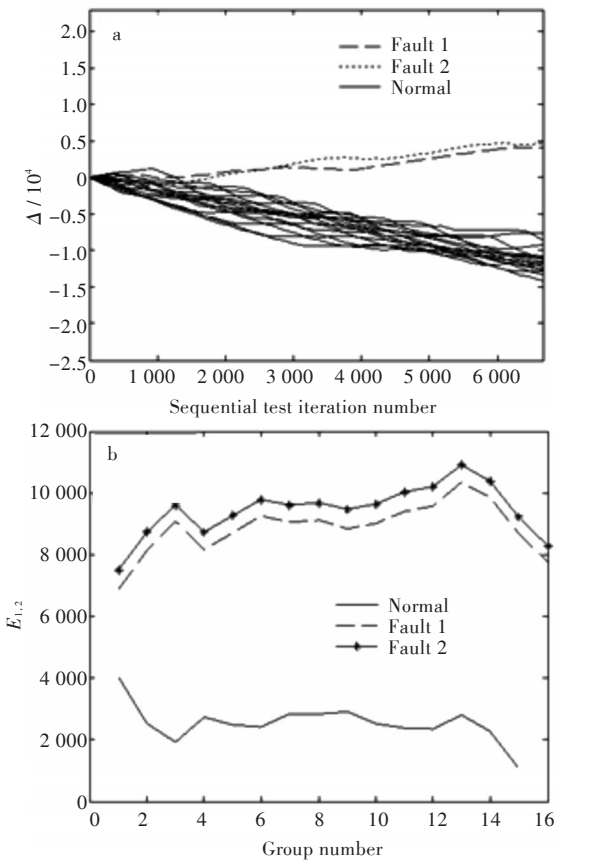 a
Fault 1
Fault 2
Normal
2.0
1.5
1.0
0.5
0
−0.5
−1.0
−1.5
−2.0
−2.5
Δ / 10⁴
0 1 000 2 000 3 000 4 000 5 000 6 000
Sequential test iteration number
b
12 000
10 000
8 000
6 000
4 000
2 000
0
E1,2
Normal
Fault 1
Fault 2
0 2 4 6 8 10 12 14 16
Group number